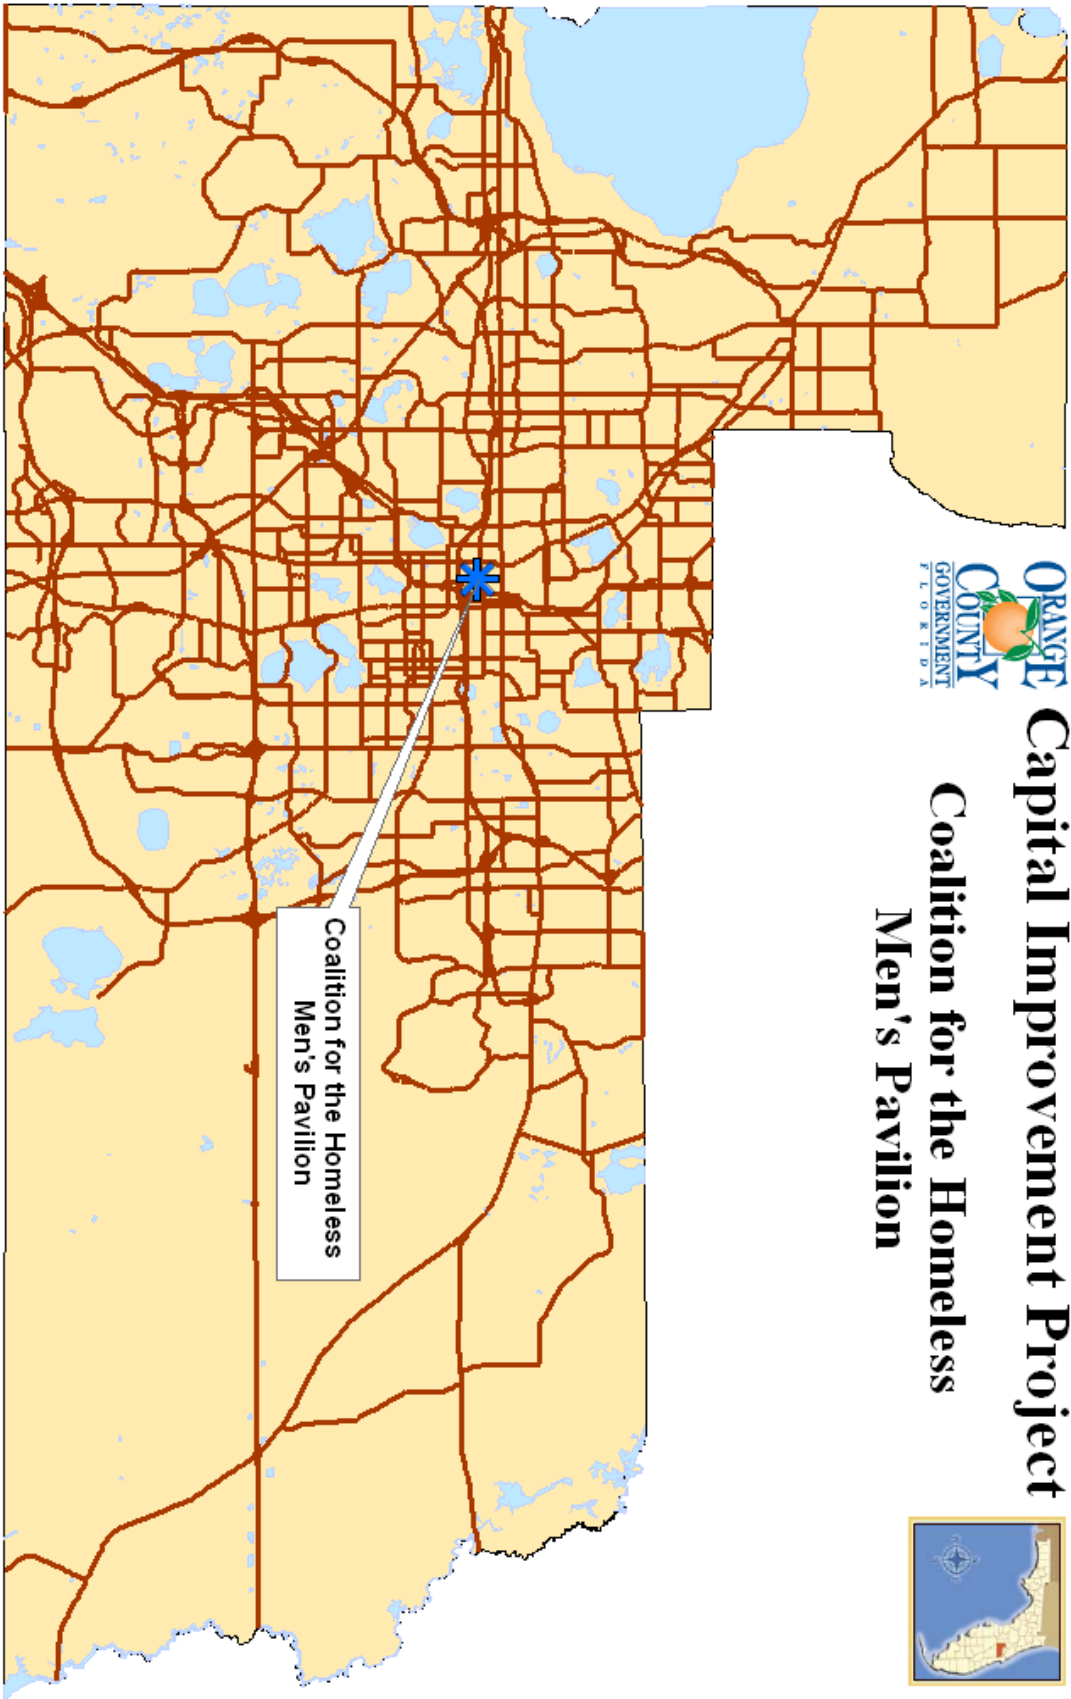 ORANGE
COUNTY
GOVERNMENT
FLORIDA
Capital Improvement Project
Coalition for the Homeless
Men's Pavilion
Coalition for the Homeless
Men's Pavilion